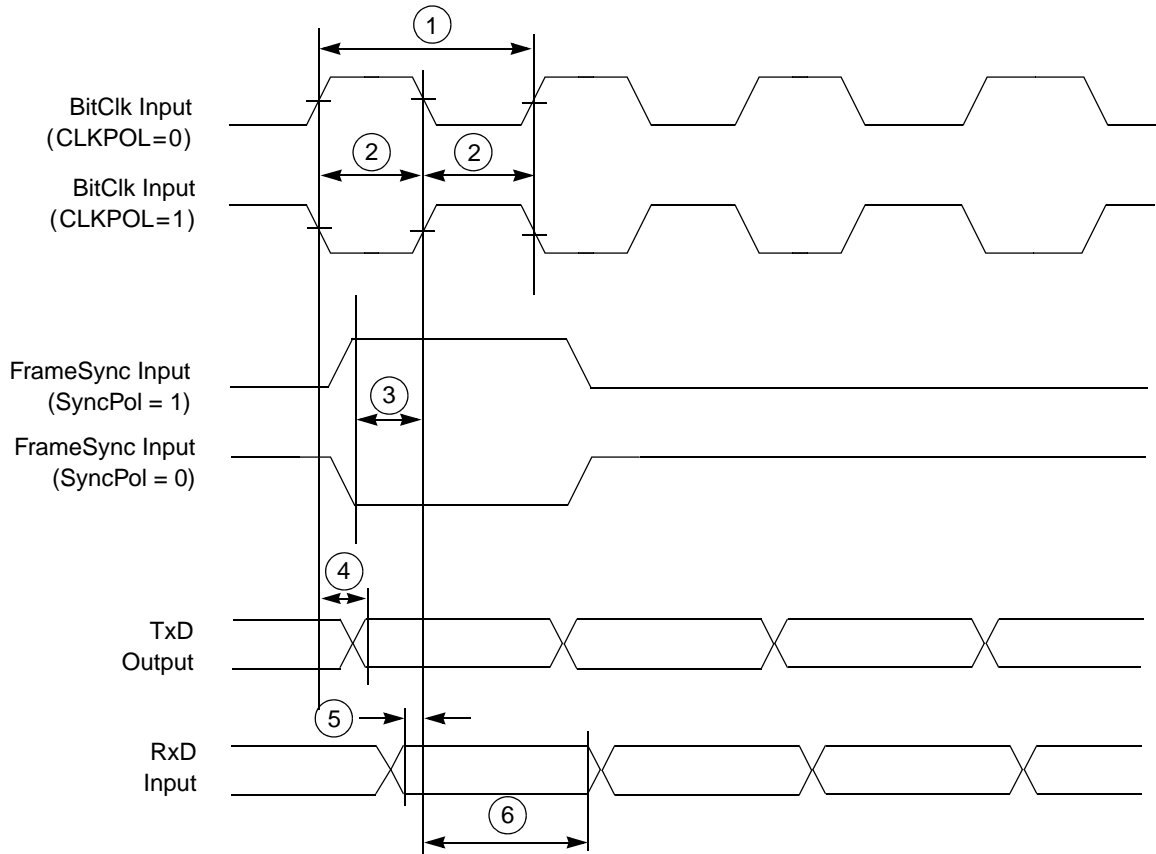 1
BitClk Input
(CLKPOL=0)
2
2
BitClk Input
(CLKPOL=1)
FrameSync Input
(SyncPol = 1)
3
FrameSync Input
(SyncPol = 0)
4
TxD
Output
5
RxD
Input
6